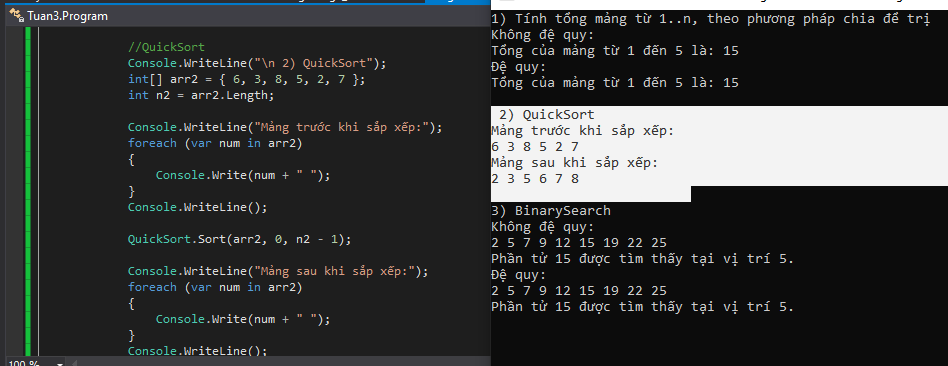 Tuan3.Program
//QuickSort
Console.WriteLine("\n 2) QuickSort");
int[] arr2 = { 6, 3, 8, 5, 2, 7 };
int n2 = arr2.Length;
Console.WriteLine("Mảng trước khi sắp xếp:");
foreach (var num in arr2)
{
Console.Write(num + " ");
}
Console.WriteLine();
QuickSort.Sort(arr2, 0, n2 - 1);
Console.WriteLine("Mảng sau khi sắp xếp:");
foreach (var num in arr2)
{
Console.Write(num + " ");
}
Console.WriteLine();
100 %
1) Tính tổng mảng từ 1..n, theo phương pháp chia để trị
Không đệ quy:
Tổng của mảng từ 1 đến 5 là: 15
Đệ quy:
Tổng của mảng từ 1 đến 5 là: 15
2) QuickSort
Mảng trước khi sắp xếp:
6 3 8 5 2 7
Mảng sau khi sắp xếp:
2 3 5 6 7 8
3) BinarySearch
Không đệ quy:
2 5 7 9 12 15 19 22 25
Phần tử 15 được tìm thấy tại vị trí 5.
Đệ quy:
2 5 7 9 12 15 19 22 25
Phần tử 15 được tìm thấy tại vị trí 5.